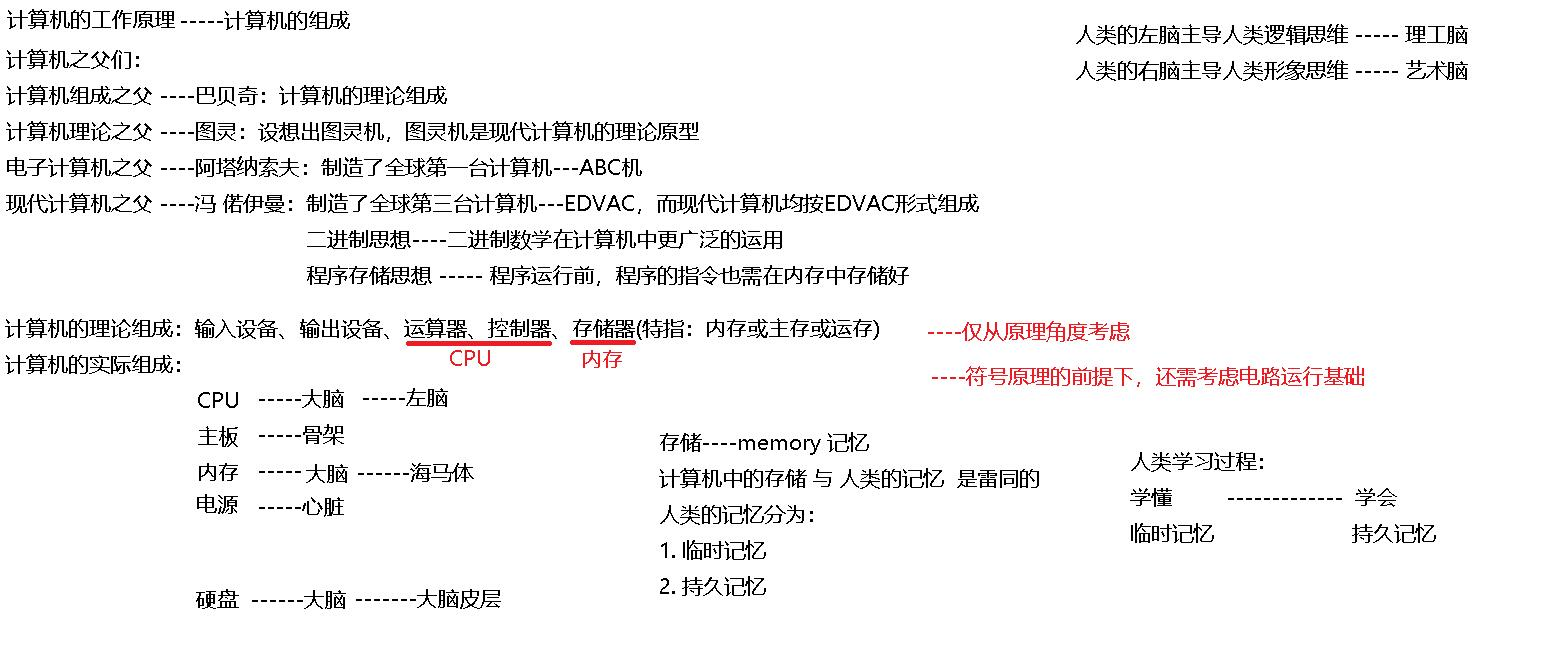 计算机的工作原理 -----计算机的组成
计算机之父们：
计算机组成之父 ----巴贝奇：计算机的理论组成
计算机理论之父 ----图灵：设想出图灵机，图灵机是现代计算机的理论原型
电子计算机之父 ----阿塔纳索夫：制造了全球第一台计算机---ABC机
现代计算机之父 ----冯 偌伊曼：制造了全球第三台计算机---EDVAC，而现代计算机均按EDVAC形式组成
二进制思想----二进制数学在计算机中更广泛的运用
程序存储思想 ----- 程序运行前，程序的指令也需在内存中存储好
人类的左脑主导人类逻辑思维 ----- 理工脑
人类的右脑主导人类形象思维 ----- 艺术脑
计算机的理论组成：输入设备、输出设备、运算器、控制器、存储器(特指：内存或主存或运存)
----仅从原理角度考虑
CPU
内存
计算机的实际组成：
----符号原理的前提下，还需考虑电路运行基础
CPU -----大脑 -----左脑
主板 -----骨架
内存 -----大脑 ------海马体
电源 -----心脏
硬盘 ------大脑 -------大脑皮层
存储----memory 记忆
计算机中的存储 与 人类的记忆 是雷同的
人类的记忆分为：
1. 临时记忆
2. 持久记忆
人类学习过程：
学懂 ------------- 学会
临时记忆 持久记忆